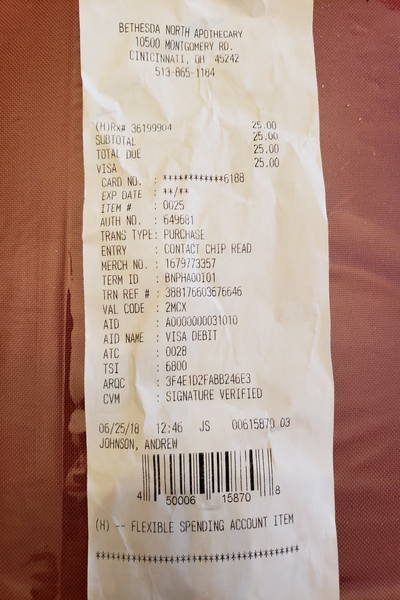 BETHESDA NORTH APOTHECARY
10500 MONTGOMERY RD.
CINICINNATI, OH 45242
513-865-1164
(H)Rx# 36199904 25.00
SUBTOTAL 25.00
TOTAL DUE 25.00
VISA 25.00
CARD NO. : ************6188
EXP DATE : **/**
ITEM # : 0025
AUTH NO. : 649681
TRANS TYPE: PURCHASE
ENTRY : CONTACT CHIP READ
MERCH NO. : 1679773357
TERM ID : BNPHA00101
TRN REF # : 388176603676646
VAL CODE : 2MCX
AID : A0000000031010
AID NAME : VISA DEBIT
ATC : 0028
TSI : 6800
ARQC : 3F4E1D2FABB246E3
CVM : SIGNATURE VERIFIED
06/25/18 12:46 JS 00615870 03
JOHNSON, ANDREW
4 50006 15870 8
(H) -- FLEXIBLE SPENDING ACCOUNT ITEM
****************************************